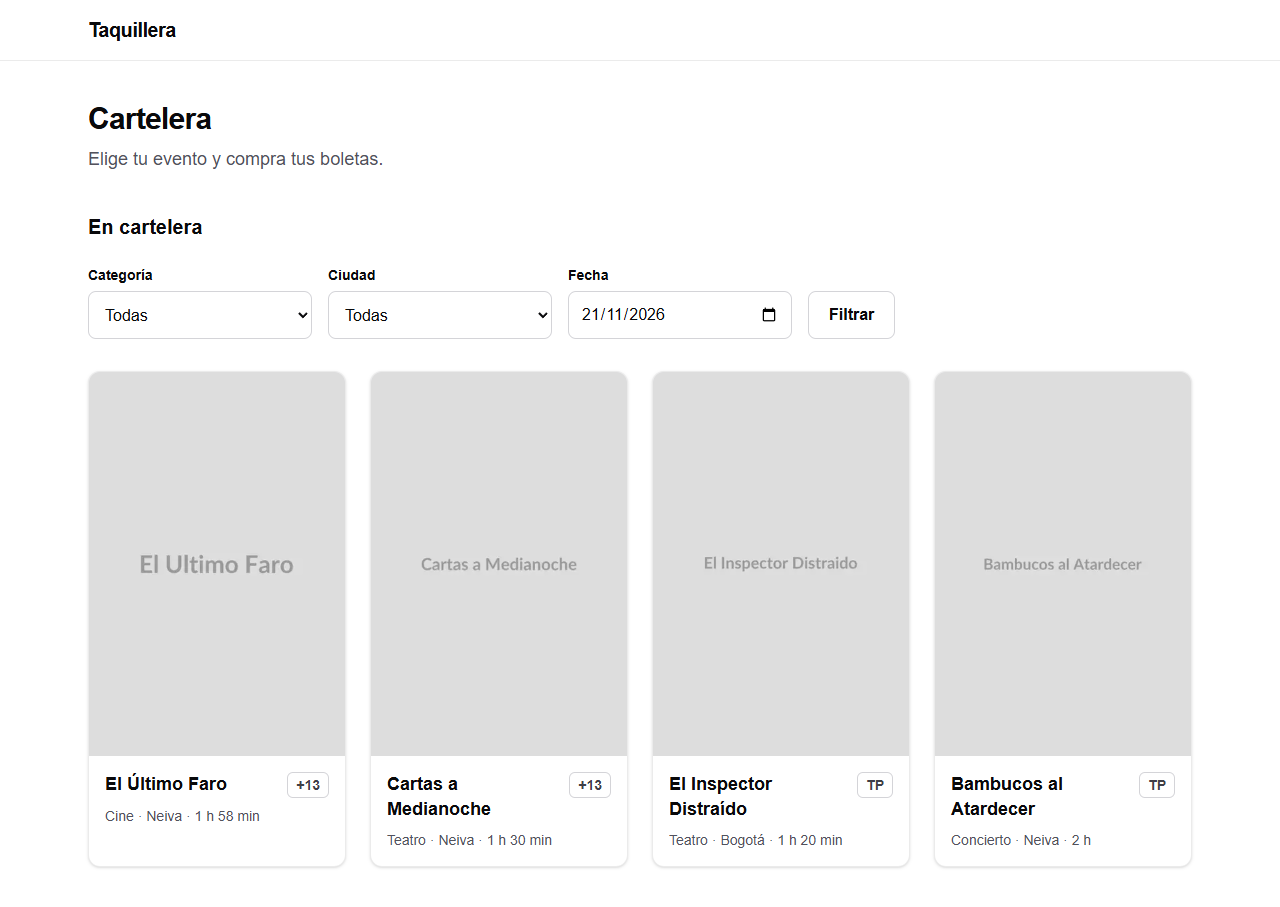 Taquillera
Cartelera
Elige tu evento y compra tus boletas.
En cartelera
Categoría
Ciudad
Fecha
Todas
Todas
21/11/2026
Filtrar
El Ultimo Faro
Cartas a Medianoche
El Inspector Distraido
Bambucos al Atardecer
El Último Faro
+13
Cine · Neiva · 1 h 58 min
Cartas a
Medianoche
+13
Teatro · Neiva · 1 h 30 min
El Inspector
Distraído
TP
Teatro · Bogotá · 1 h 20 min
Bambucos al
Atardecer
TP
Concierto · Neiva · 2 h